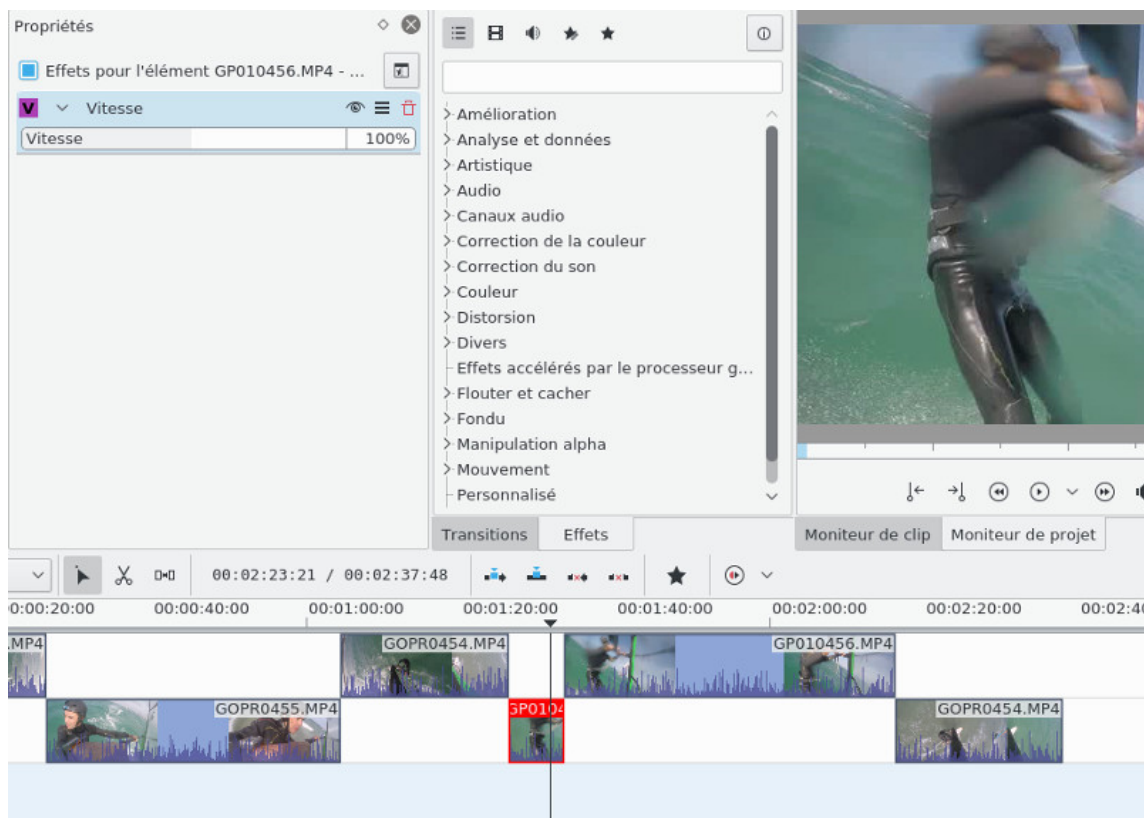 Propriétés
Effets pour l'élément GP010456.MP4 - ...
V Vitesse
Vitesse 100%
Amélioration
Analyse et données
Artistique
Audio
Canaux audio
Correction de la couleur
Correction du son
Couleur
Distorsion
Divers
Effets accélérés par le processeur g...
Flouter et cacher
Fondu
Manipulation alpha
Mouvement
Personnalisé
Transitions Effets
Moniteur de clip Moniteur de projet
00:02:23:21 / 00:02:37:48
0:00:20:00 00:00:40:00 00:01:00:00 00:01:20:00 00:01:40:00 00:02:00:00 00:02:20:00 00:02:40
.MP4 GOPR0454.MP4 GP010456.MP4
GOPR0455.MP4 GP0104 GOPR0454.MP4